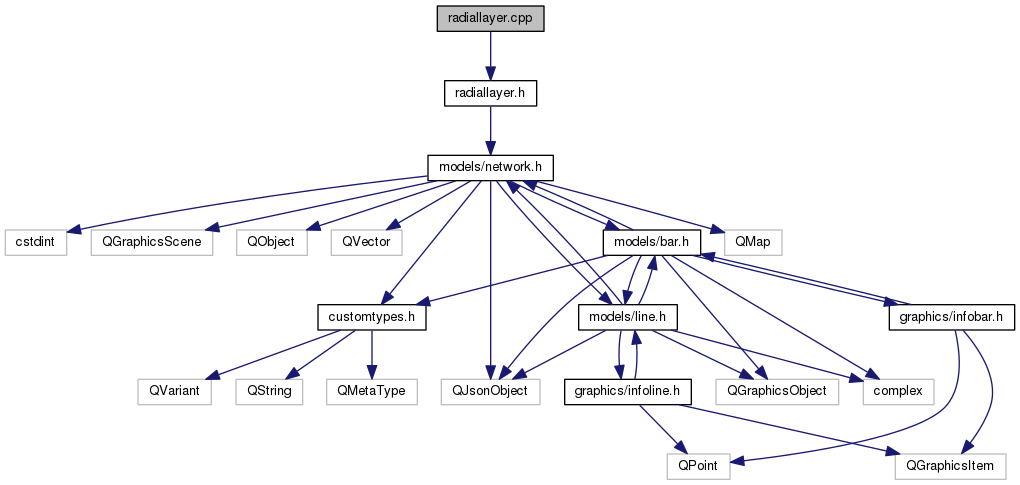 radiallayer.cpp
radiallayer.h
models/network.h
cstdint
QGraphicsScene
QObject
QVector
models/bar.h
QMap
customtypes.h
models/line.h
graphics/infobar.h
QVariant
QString
QMetaType
QJsonObject
graphics/infoline.h
QGraphicsObject
complex
QPoint
QGraphicsItem